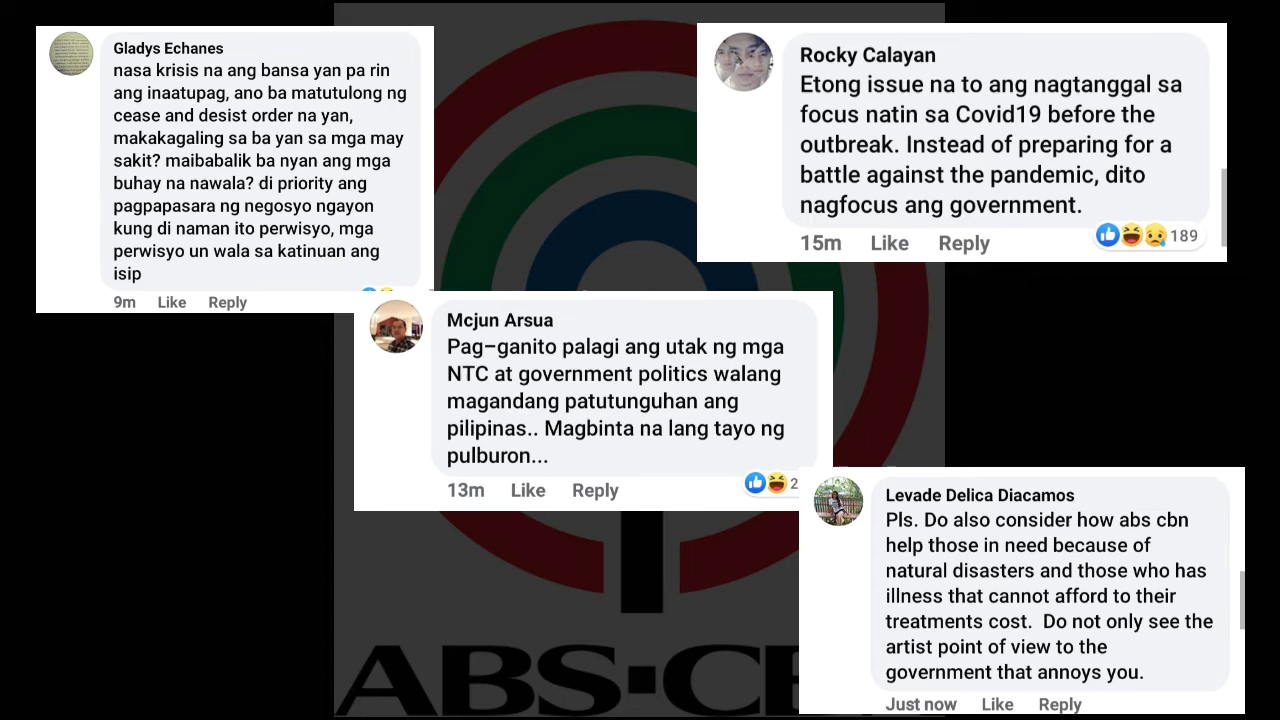 Gladys Echanes
nasa krisis na ang bansa yan pa rin
ang inaatupag, ano ba matutulong ng
cease and desist order na yan,
makakagaling sa ba yan sa mga may
sakit? maibabalik ba nyan ang mga
buhay na nawala? di priority ang
pagpapasara ng negosyo ngayon
kung di naman ito perwisyo, mga
perwisyo un wala sa katinuan ang
isip
9m Like Reply
Rocky Calayan
Etong issue na to ang nagtanggal sa
focus natin sa Covid19 before the
outbreak. Instead of preparing for a
battle against the pandemic, dito
nagfocus ang government.
15m Like Reply 189
Mcjun Arsua
Pag-ganito palagi ang utak ng mga
NTC at government politics walang
magandang patutunguhan ang
pilipinas.. Magbinta na lang tayo ng
pulburon...
13m Like Reply 2
Levade Delica Diacamos
Pls. Do also consider how abs cbn
help those in need because of
natural disasters and those who has
illness that cannot afford to their
treatments cost. Do not only see the
artist point of view to the
government that annoys you.
Just now Like Reply
ABS-C